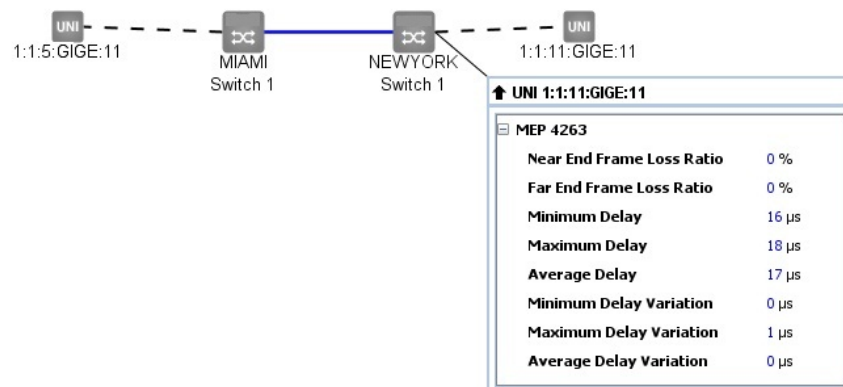 UNI
1:1:5:GIGE:11
MIAMI
Switch 1
NEWYORK
Switch 1
UNI
1:1:11:GIGE:11
UNI 1:1:11:GIGE:11
MEP 4263
Near End Frame Loss Ratio 0 %
Far End Frame Loss Ratio 0 %
Minimum Delay 16 µs
Maximum Delay 18 µs
Average Delay 17 µs
Minimum Delay Variation 0 µs
Maximum Delay Variation 1 µs
Average Delay Variation 0 µs